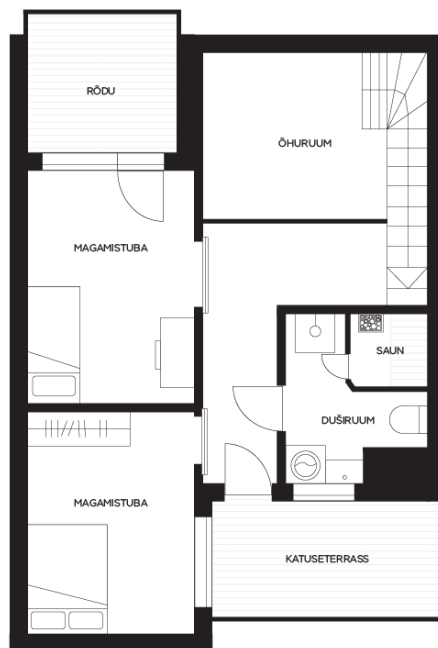 RÕDU
ÕHURUUM
MAGAMISTUBA
SAUN
DUŠIRUUM
MAGAMISTUBA
KATUSETERRASS